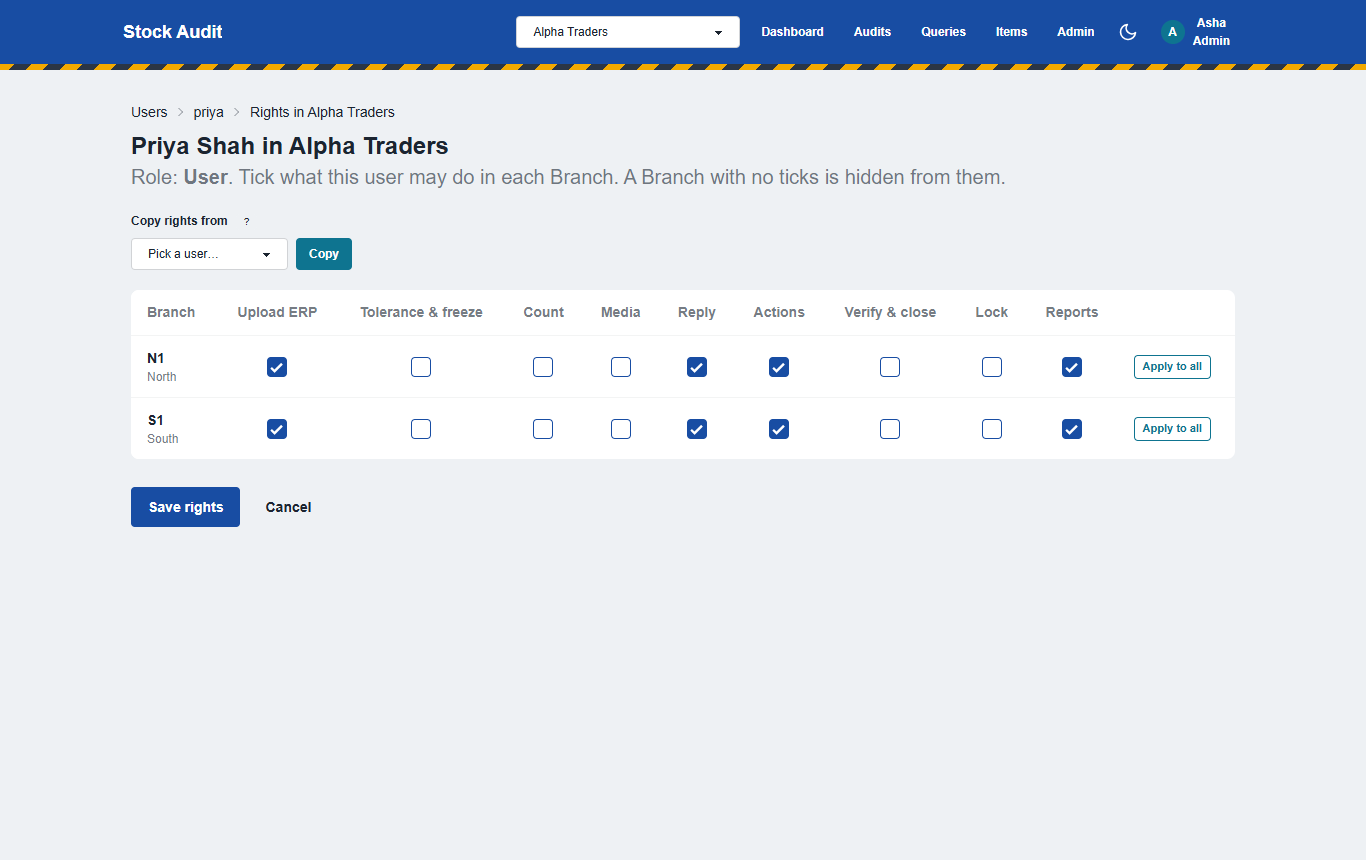 Stock Audit
Alpha Traders
Dashboard
Audits
Queries
Items
Admin
A
Asha
Admin
Users > priya > Rights in Alpha Traders
Priya Shah in Alpha Traders
Role: User. Tick what this user may do in each Branch. A Branch with no ticks is hidden from them.
Copy rights from ?
Pick a user...
Copy
Branch Upload ERP Tolerance & freeze Count Media Reply Actions Verify & close Lock Reports
N1
North
Apply to all
S1
South
Apply to all
Save rights
Cancel